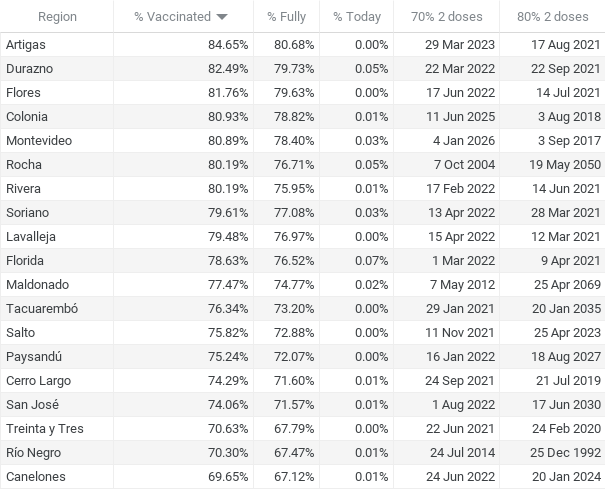 Region % Vaccinated % Fully % Today 70% 2 doses 80% 2 doses
Artigas 84.65% 80.68% 0.00% 29 Mar 2023 17 Aug 2021
Durazno 82.49% 79.73% 0.05% 22 Mar 2022 22 Sep 2021
Flores 81.76% 79.63% 0.00% 17 Jun 2022 14 Jul 2021
Colonia 80.93% 78.82% 0.01% 11 Jun 2025 3 Aug 2018
Montevideo 80.89% 78.40% 0.03% 4 Jan 2026 3 Sep 2017
Rocha 80.19% 76.71% 0.05% 7 Oct 2004 19 May 2050
Rivera 80.19% 75.95% 0.01% 17 Feb 2022 14 Jun 2021
Soriano 79.61% 77.08% 0.03% 13 Apr 2022 28 Mar 2021
Lavalleja 79.48% 76.97% 0.00% 15 Apr 2022 12 Mar 2021
Florida 78.63% 76.52% 0.07% 1 Mar 2022 9 Apr 2021
Maldonado 77.47% 74.77% 0.02% 7 May 2012 25 Apr 2069
Tacuarembó 76.34% 73.20% 0.00% 29 Jan 2021 20 Jan 2035
Salto 75.82% 72.88% 0.00% 11 Nov 2021 25 Apr 2023
Paysandú 75.24% 72.07% 0.00% 16 Jan 2022 18 Aug 2027
Cerro Largo 74.29% 71.60% 0.01% 24 Sep 2021 21 Jul 2019
San José 74.06% 71.57% 0.01% 1 Aug 2022 17 Jun 2030
Treinta y Tres 70.63% 67.79% 0.00% 22 Jun 2021 24 Feb 2020
Río Negro 70.30% 67.47% 0.01% 24 Jul 2014 25 Dec 1992
Canelones 69.65% 67.12% 0.01% 24 Jun 2022 20 Jan 2024